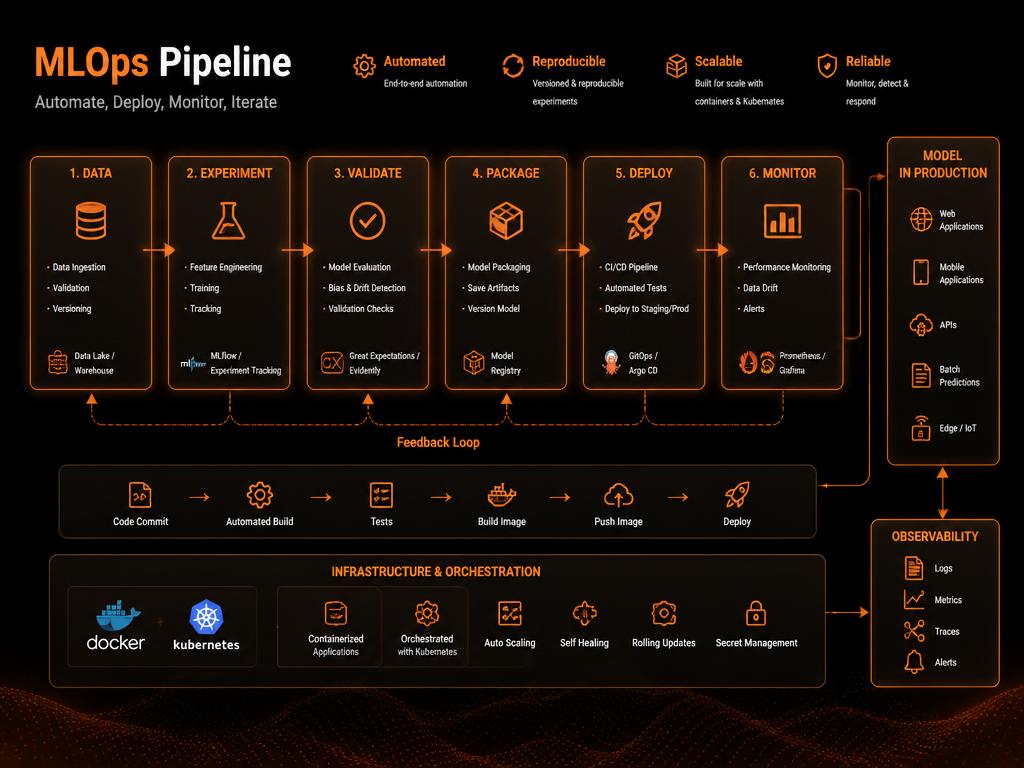 MLOps Pipeline
Automate, Deploy, Monitor, Iterate
Automated
End-to-end automation
Reproducible
Versioned & reproducible
experiments
Scalable
Built for scale with
containers & Kubernates
Reliable
Monitor, detect &
respond
1. DATA
Data Ingestion
Validation
Versioning
Data Lake /
Warehouse
2. EXPERIMENT
Feature Engineering
Training
Tracking
MLflow /
Experiment Tracking
3. VALIDATE
Model Evaluation
Bias & Drift Detection
Validation Checks
Great Expectations /
Evidently
4. PACKAGE
Model Packaging
Save Artifacts
Version Model
Model
Registry
5. DEPLOY
CI/CD Pipeline
Automated Tests
Deploy to Staging/Prod
GitOps /
Argo CD
6. MONITOR
Performance Monitoring
Data Drift
Alerts
Prometheus /
Grafina
MODEL
IN PRODUCTION
Web
Applications
Mobile
Applications
APIs
Batch
Predictions
Edge / IoT
Feedback Loop
Code Commit
Automated Build
Tests
Build Image
Push Image
Deploy
INFRASTRUCTURE & ORCHESTRATION
docker
kubernetes
Containerized
Applications
Orchestrated
with Kubernetes
Auto Scaling
Self Healing
Rolling Updates
Secret Management
OBSERVABILITY
Logs
Metrics
Traces
Alerts